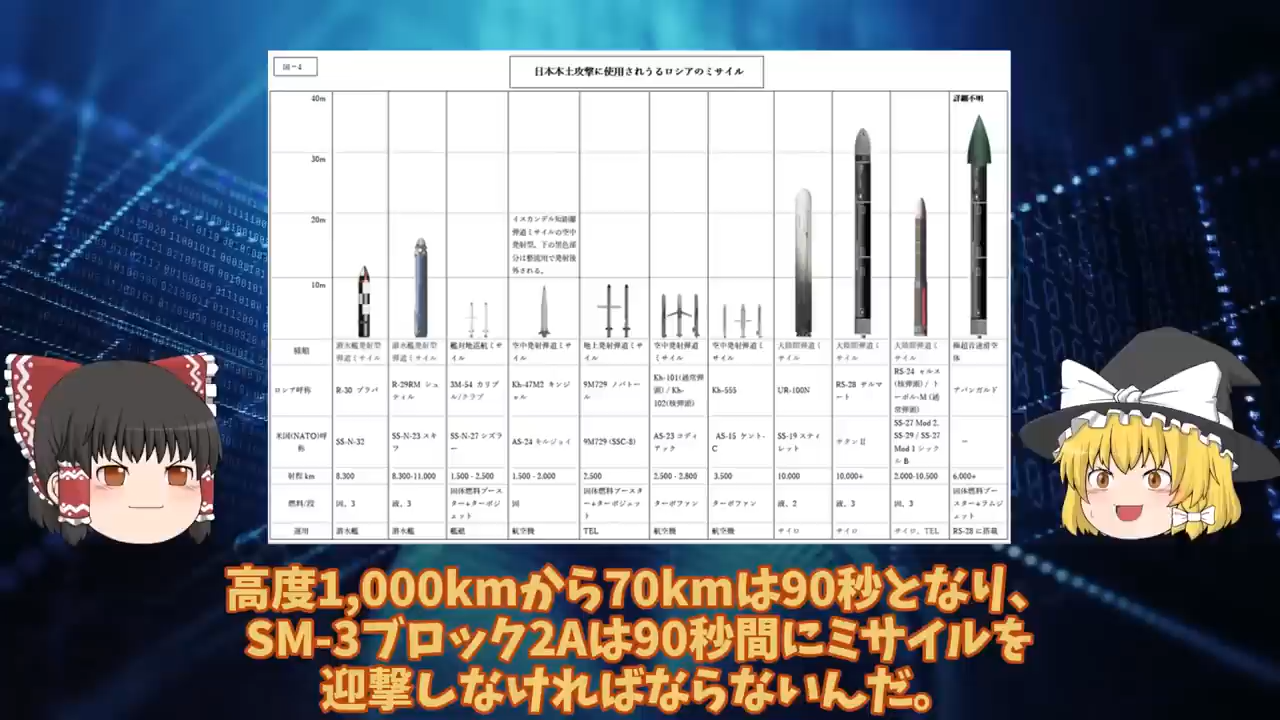 図-4
日本本土攻撃に使用されうるロシアのミサイル
40m
30m
20m
10m
詳細不明
イスカンデル短距離
弾道ミサイルの空中
発射型。下の黒色部
分は整流用で発射後
外される。
種類
潜水艦発射型
弾道ミサイル
潜水艦発射型
弾道ミサイル
艦対地巡航ミサ
イル
空中発射弾道ミサ
イル
地上発射弾道ミサ
イル
空中発射弾道
ミサイル
空中発射弾道ミ
サイル
大陸間弾道ミ
サイル
大陸間弾道ミ
サイル
大陸間弾道ミ
サイル
極超音速滑空
体
ロシア呼称
R-30 ブラバ
R-29RM シュ
ティル
3M-54 カリブ
ル/クラブ
Kh-47M2 キンジ
ャル
9M729 ノバトー
ル
Kh-101(通常弾
頭) / Kh-
102(核弾頭)
Kh-555
UR-100N
RS-28 サルマ
ート
RS-24 ヤルス
(核弾頭) / ト
ーポル-M (通
常弾頭)
アバンガルド
米国(NATO)呼
称
SS-N-32
SS-N-23 スキ
フ
SS-N-27 シズラ
ー
AS-24 キルジョイ
9M729 (SSC-8)
AS-23 コディ
アック
AS-15 ケント-
C
SS-19 スティ
レット
サタンⅡ
SS-27 Mod 2,
SS-29 / SS-27
Mod 1 シック
ル B
--
射程 km
8,300
8,300-11,000
1,500 - 2,500
1,500 - 2,000
2,500
2,500 - 2,800
3,500
10,000
10,000+
2,000-10,500
6,000+
燃料/段
固、3
液、3
固体燃料ブース
ター+ターボジ
ェット
固
固体燃料ブースタ
ー+ターボジェッ
ト
ターボファン
ターボファン
液、2
液、3
固、3
固体燃料ブー
スター+ラムジ
ェット
運用
潜水艦
潜水艦
艦艇
航空機
TEL
航空機
航空機
サイロ
サイロ
サイロ、TEL
RS-28 に搭載
高度1,000kmから70kmは90秒となり、
SM-3ブロック2Aは90秒間にミサイルを
迎撃しなければならないんだ。